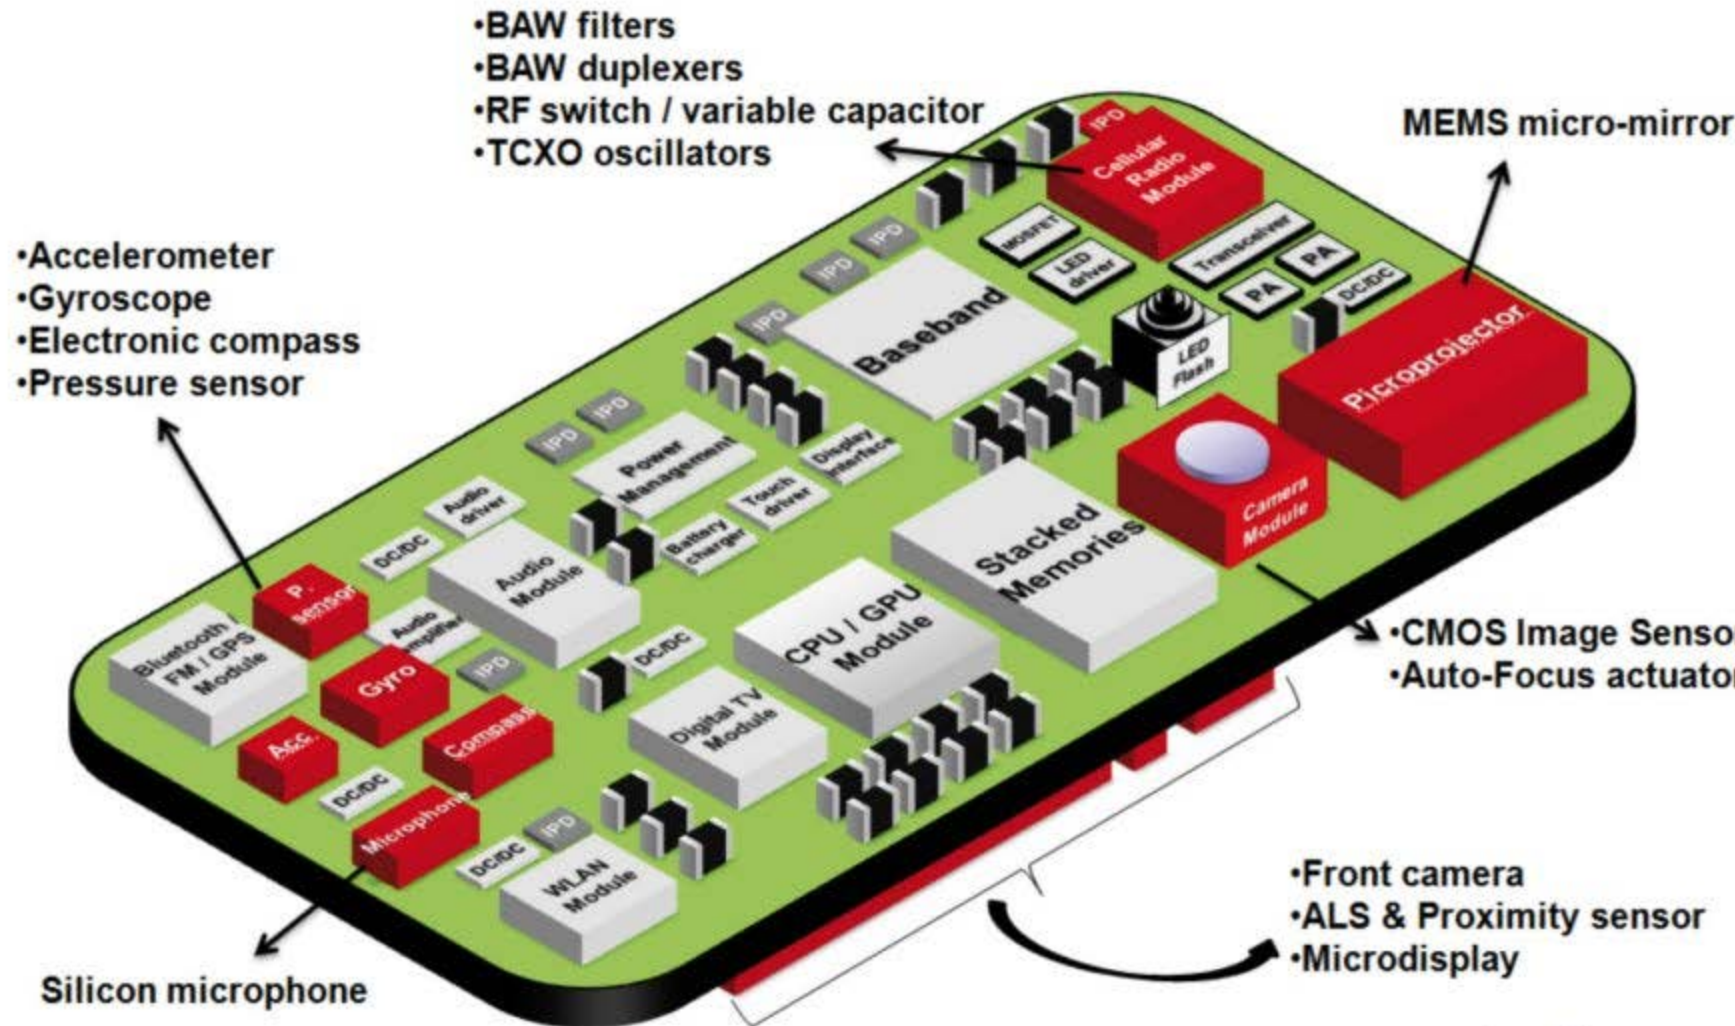 •BAW filters
•BAW duplexers
•RF switch / variable capacitor
•TCXO oscillators
MEMS micro-mirror
•Accelerometer
•Gyroscope
•Electronic compass
•Pressure sensor
IPD
Cellular
Radio
Module
MOSFET
LED
driver
Transceiver
PA
PA
DC/DC
IPD
IPD
IPD
Baseband
LED
Flash
Picroprojector
IPD
IPD
Power
Management
Display
interface
Touch
driver
Battery
charger
Camera
Module
Stacked
Memories
Audio
driver
DC/DC
Audio
Module
CPU / GPU
Module
P.
sensor
Audio
mplifier
Bluetooth /
FM / GPS
Module
Gyro
IPD
DC/DC
Digital TV
Module
Acc.
Compass
DC/DC
Microphone
IPD
DC/DC
WLAN
Module
•CMOS Image Senso
•Auto-Focus actuator
•Front camera
•ALS & Proximity sensor
•Microdisplay
Silicon microphone